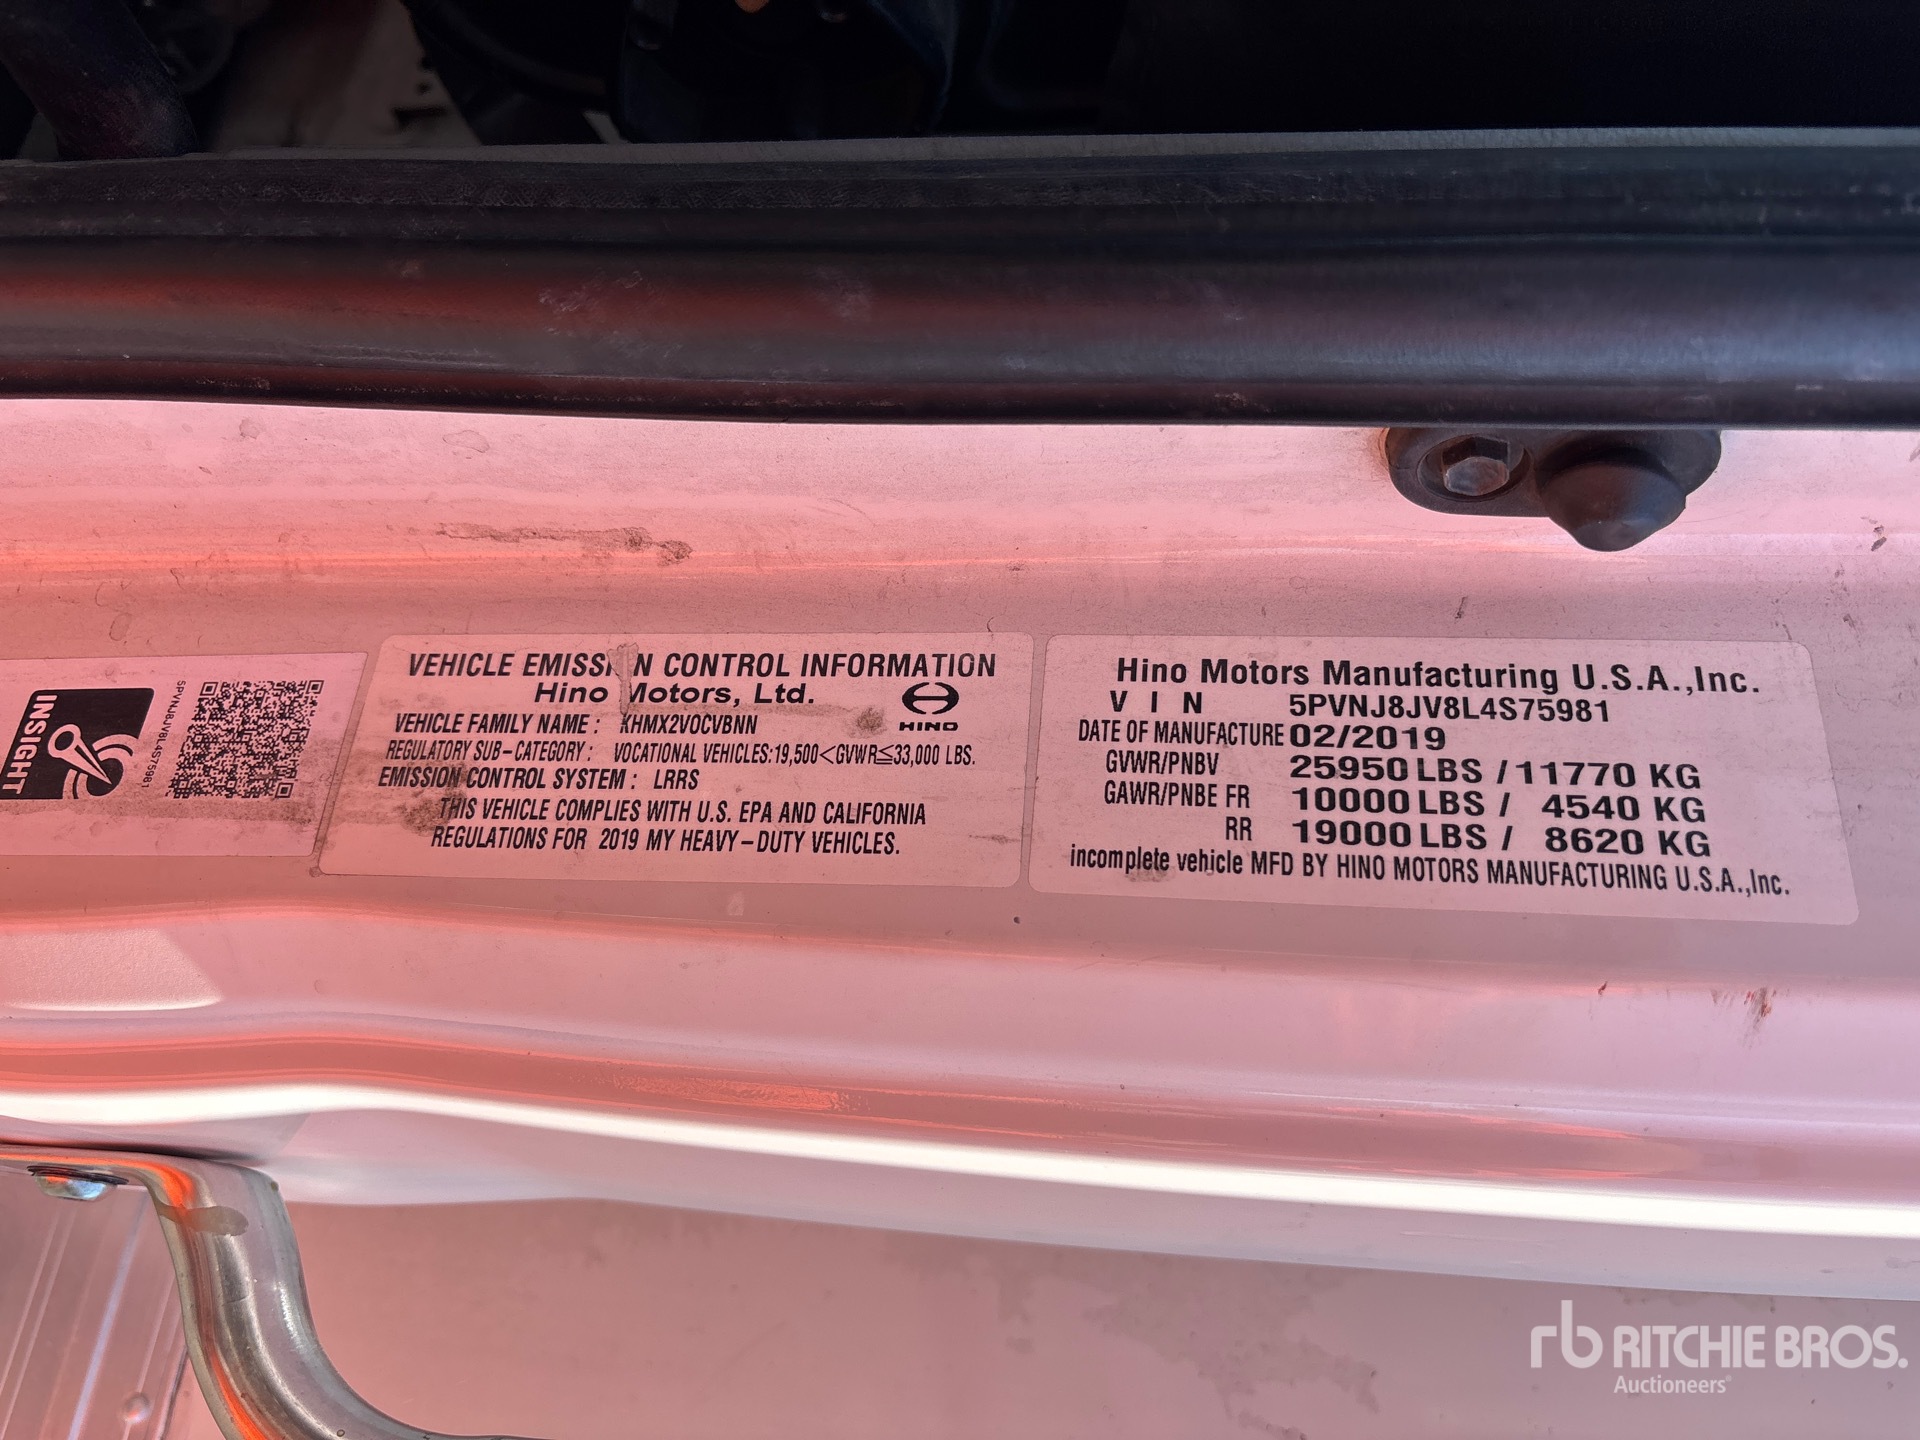 INSIGHT
5PVNJ8JV8L4S75981
VEHICLE EMISSI N CONTROL INFORMATION
Hino Motors, Ltd.
HINO
VEHICLE FAMILY NAME : KHMX2VOCVBNN
REGULATORY SUB-CATEGORY : VOCATIONAL VEHICLES:19,500<GVWR≦33,000 LBS.
EMISSION CONTROL SYSTEM : LRRS
THIS VEHICLE COMPLIES WITH U.S. EPA AND CALIFORNIA
REGULATIONS FOR 2019 MY HEAVY-DUTY VEHICLES.
Hino Motors Manufacturing U.S.A.,Inc.
V I N 5PVNJ8JV8L4S75981
DATE OF MANUFACTURE 02/2019
GVWR/PNBV 25950 LBS / 11770 KG
GAWR/PNBE FR 10000 LBS / 4540 KG
RR 19000 LBS / 8620 KG
incomplete vehicle MFD BY HINO MOTORS MANUFACTURING U.S.A.,Inc.
rb RITCHIE BROS.
Auctioneers